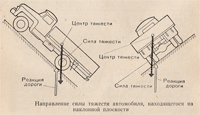 Центр тяжести
Сила тяжести
Центр тяжести
Сила тяжести
Реакция
дороги
Реакция
дороги
Направление силы тяжести автомобиля, находящегося на
наклонной плоскости